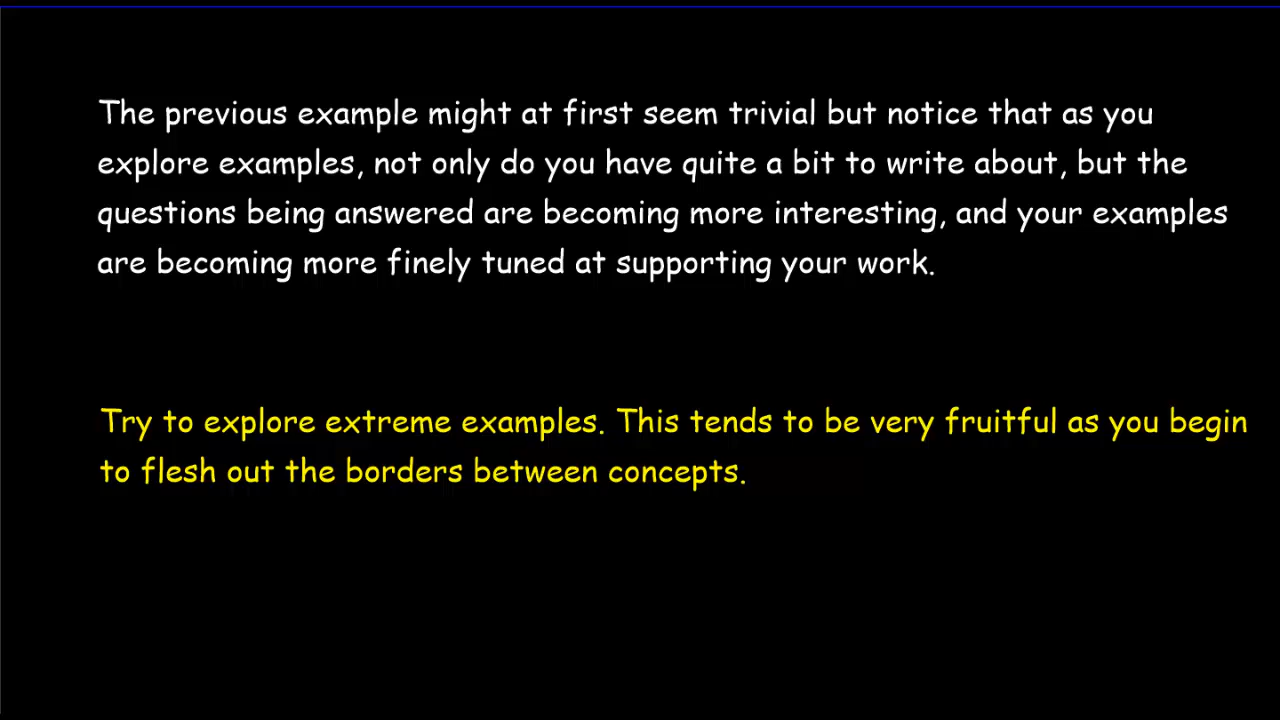 The previous example might at first seem trivial but notice that as you
explore examples, not only do you have quite a bit to write about, but the
questions being answered are becoming more interesting, and your examples
are becoming more finely tuned at supporting your work.
Try to explore extreme examples. This tends to be very fruitful as you begin
to flesh out the borders between concepts.